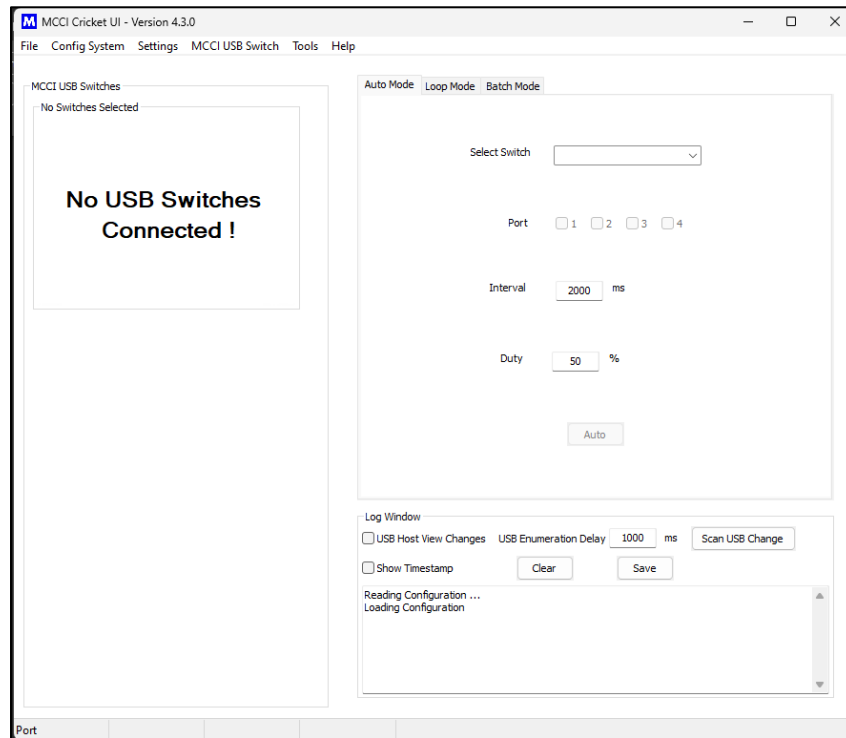 M MCCI Cricket UI - Version 4.3.0
File Config System Settings MCCI USB Switch Tools Help
MCCI USB Switches
No Switches Selected
No USB Switches
Connected !
Auto Mode Loop Mode Batch Mode
Select Switch
Port 1 2 3 4
Interval 2000 ms
Duty 50 %
Auto
Log Window
USB Host View Changes USB Enumeration Delay 1000 ms Scan USB Change
Show Timestamp Clear Save
Reading Configuration ...
Loading Configuration
Port